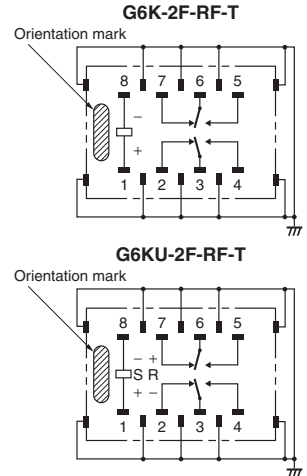 G6K-2F-RF-T
Orientation mark
8 7 6 5
−
+
1 2 3 4
G6KU-2F-RF-T
Orientation mark
8 7 6 5
− +
S R
+ −
1 2 3 4